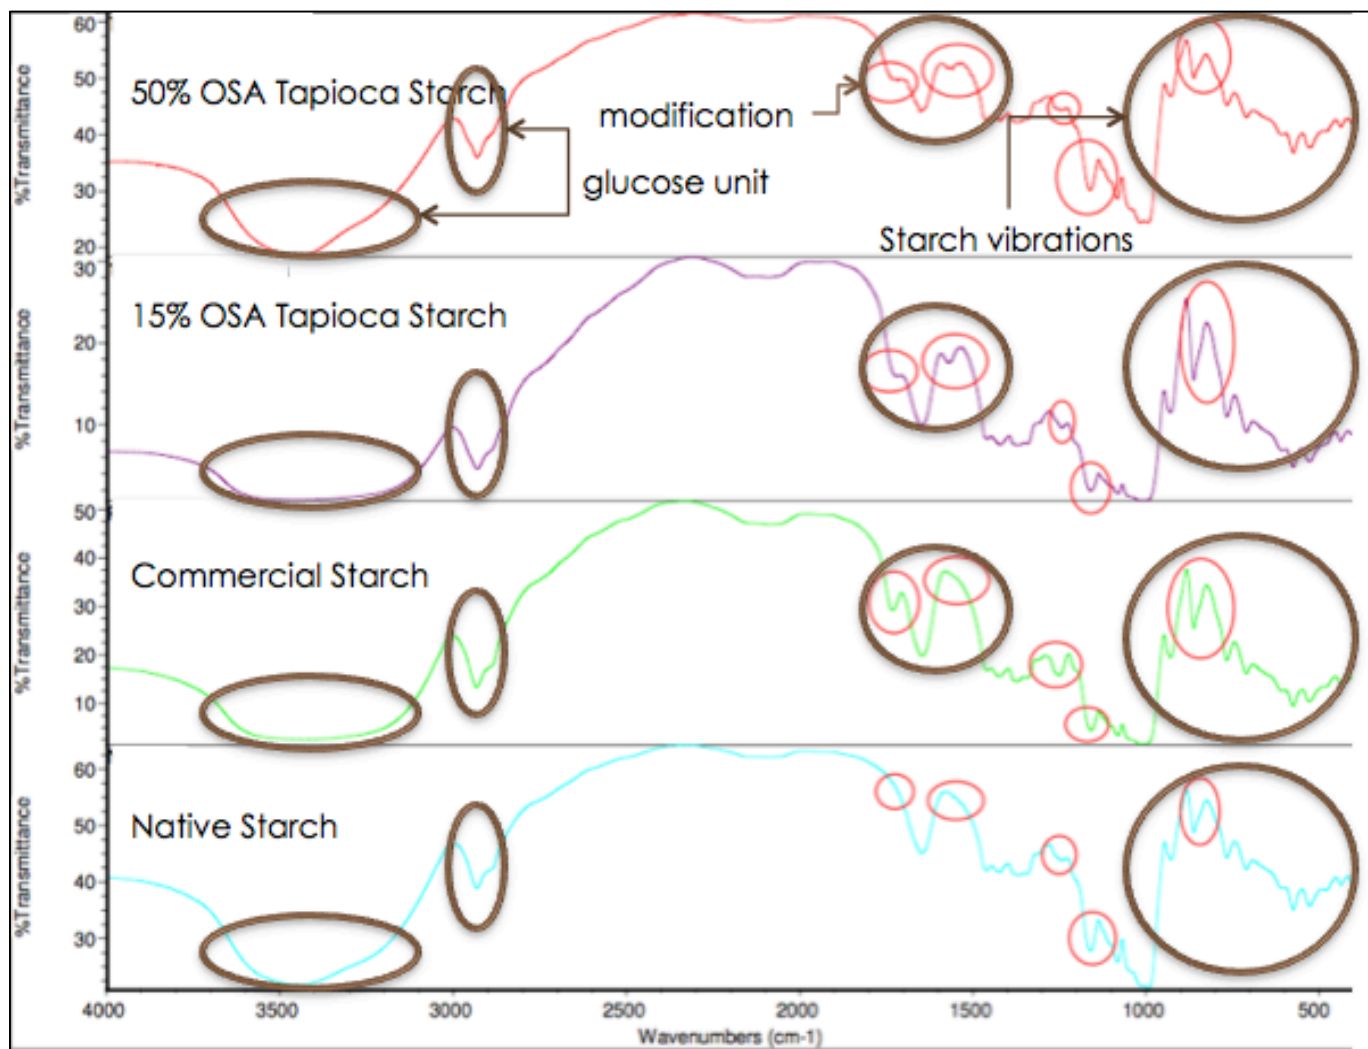 60
50% OSA Tapioca Starch
50
modification
40
glucose unit
30
Starch vibrations
20
%Transmittance
30
15% OSA Tapioca Starch
20
10
%Transmittance
50
40
Commercial Starch
30
20
10
%Transmittance
60
Native Starch
50
40
30
%Transmittance
4000 3500 3000 2500 2000 1500 1000 500
Wavenumbers (cm-1)